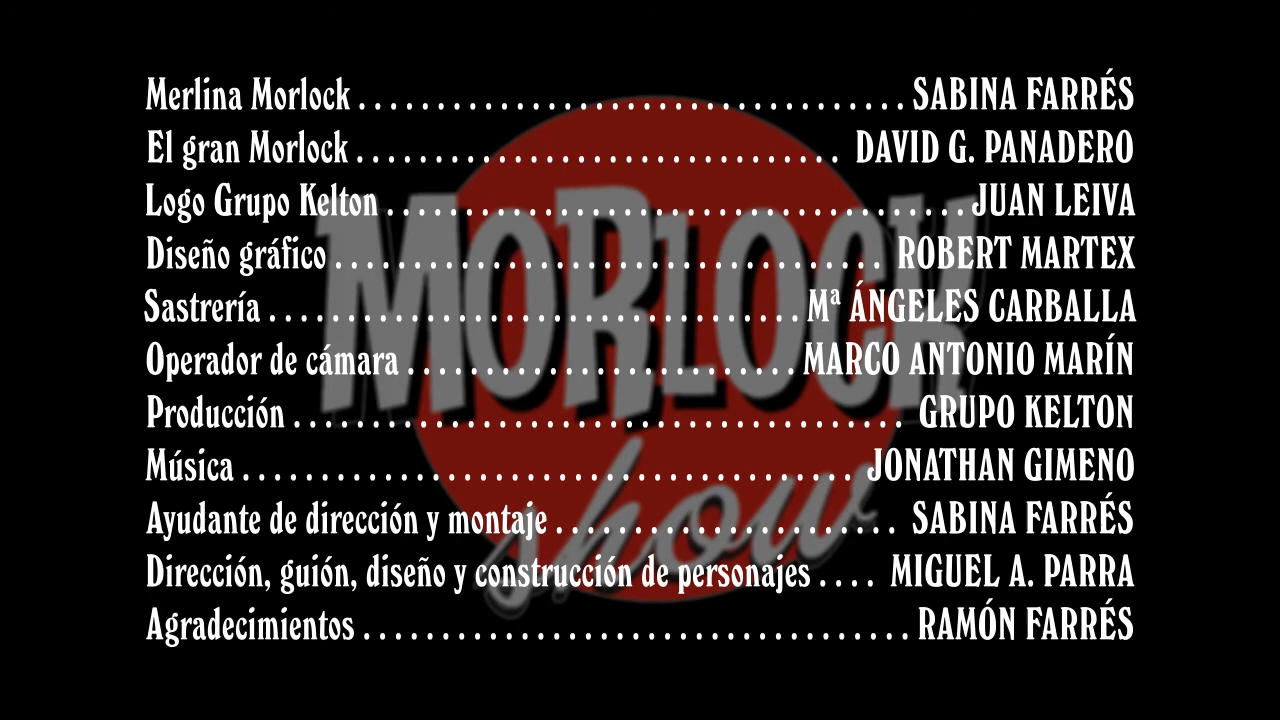 Merlina Morlock . . . . . . . . . . . . . . . . . . . . . . . . . . . . . . . . . . . SABINA FARRÉS
El gran Morlock . . . . . . . . . . . . . . . . . . . . . . . . . . . . . . . DAVID G. PANADERO
Logo Grupo Kelton . . . . . . . . . . . . . . . . . . . . . . . . . . . . . . . . . . . . . JUAN LEIVA
Diseño gráfico . . . . . . . . . . . . . . . . . . . . . . . . . . . . . . . . . . . ROBERT MARTEX
Sastrería . . . . . . . . . . . . . . . . . . . . . . . . . . . . . . . . . . Mª ÁNGELES CARBALLA
Operador de cámara . . . . . . . . . . . . . . . . . . . . . . . . . MARCO ANTONIO MARÍN
Producción . . . . . . . . . . . . . . . . . . . . . . . . . . . . . . . . . . . . . . . GRUPO KELTON
Música . . . . . . . . . . . . . . . . . . . . . . . . . . . . . . . . . . . . . . . JONATHAN GIMENO
Ayudante de dirección y montaje . . . . . . . . . . . . . . . . . . . . . . SABINA FARRÉS
Dirección, guión, diseño y construcción de personajes . . . . MIGUEL A. PARRA
Agradecimientos . . . . . . . . . . . . . . . . . . . . . . . . . . . . . . . . . . . RAMÓN FARRÉS
MORLOCK
show